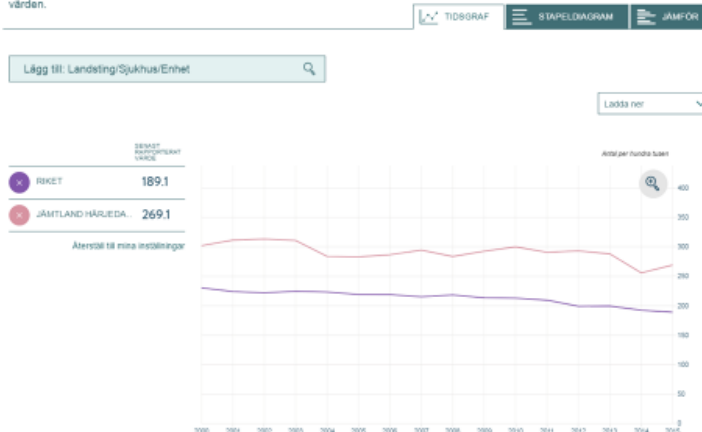 värden.
TIDSGRAF
STAPELDIAGRAM
JÄMFÖR
Lägg till: Landsting/Sjukhus/Enhet
Ladda ner
SENAST
RAPPORTERAT
VÄRDE
Antal per hundra tusen
RIKET 189.1
JÄMTLAND HÄRJEDA... 269.1
Återställ till mina inställningar
400
350
300
250
200
150
100
50
0
2000 2001 2002 2003 2004 2005 2006 2007 2008 2009 2010 2011 2012 2013 2014 2015